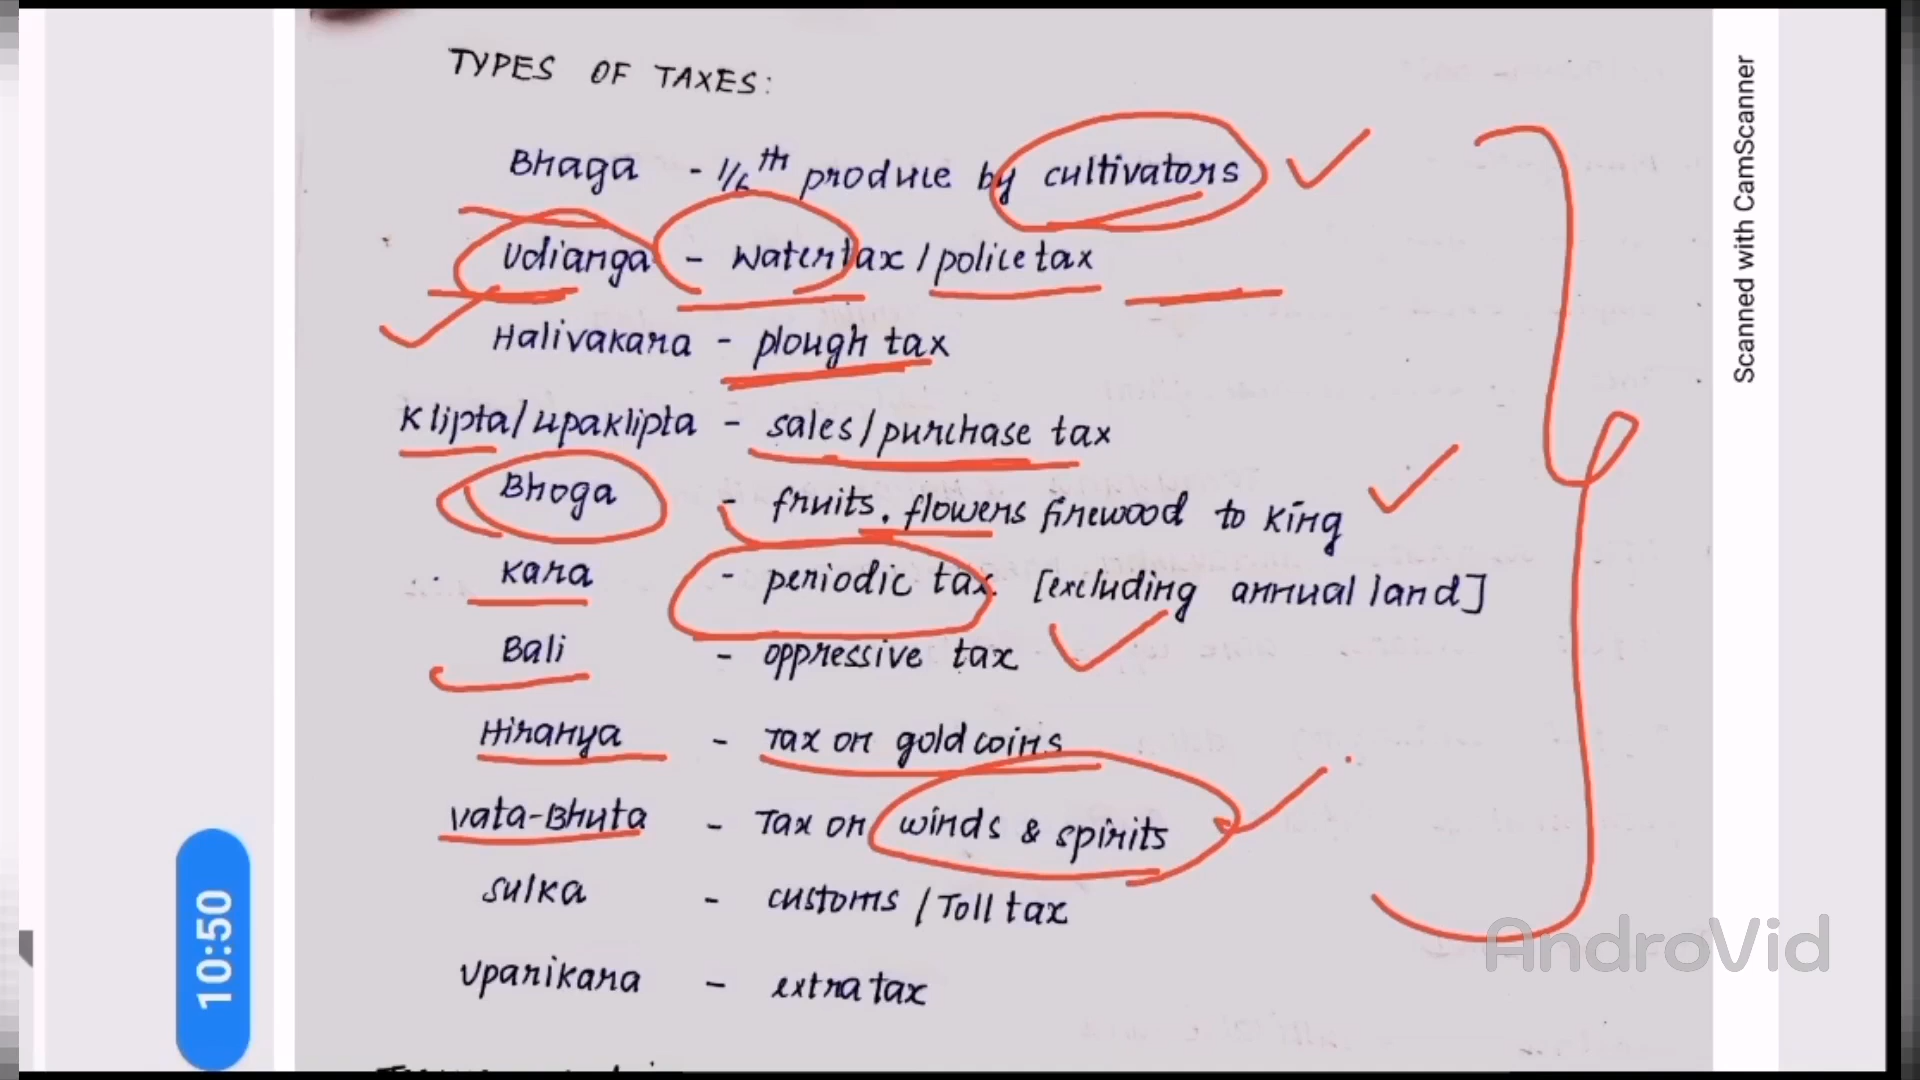 TYPES OF TAXES:
Bhaga - 1/6th produce by cultivators
Udianga - Water tax / police tax
Halivakara - plough tax
Klipta/upaklipta - sales/purchase tax
Bhoga - fruits, flowers firewood to king
Kara - periodic tax [excluding annual land]
Bali - oppressive tax
Hiranya - Tax on gold coins
Vata-Bhuta - Tax on winds & spirits
Sulka - customs / Toll tax
Uparikara - extra tax
Scanned with CamScanner
10:50
AndroVid